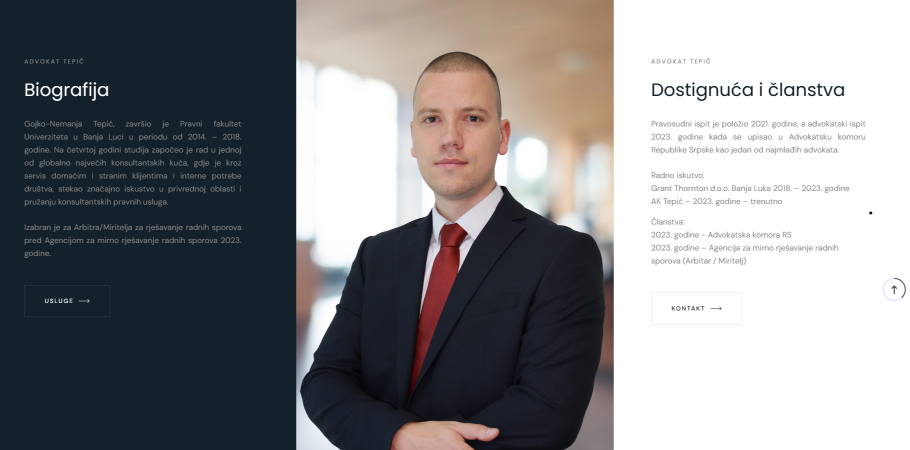 ADVOKAT TEPIĆ
Biografija
Gojko-Nemanja Tepić, završio je Pravni fakultet
Univerziteta u Banja Luci u periodu od 2014. – 2018.
godine. Na četvrtoj godini studija započeo je rad u jednoj
od globalno najvećih konsultantskih kuća, gdje je kroz
servis domaćim i stranim klijentima i interne potrebe
društva, stekao značajno iskustvo u privrednoj oblasti i
pružanju konsultantskih pravnih usluga.
Izabran je za Arbitra/Miritelja za rješavanje radnih sporova
pred Agencijom za mirno rješavanje radnih sporova 2023.
godine.
USLUGE
ADVOKAT TEPIĆ
Dostignuća i članstva
Pravosudni ispit je položio 2021. godine, a advokatski ispit
2023. godine kada se upisao u Advokatsku komoru
Republike Srpske kao jedan od najmlađih advokata.
Radno iskutvo:
Grant Thornton d.o.o. Banja Luka 2018. – 2023. godine
AK Tepić – 2023. godine – trenutno
Članstva:
2023. godine - Advokatska komora RS
2023. godine – Agencija za mirno rješavanje radnih
sporova (Arbitar / Miritelj)
KONTAKT